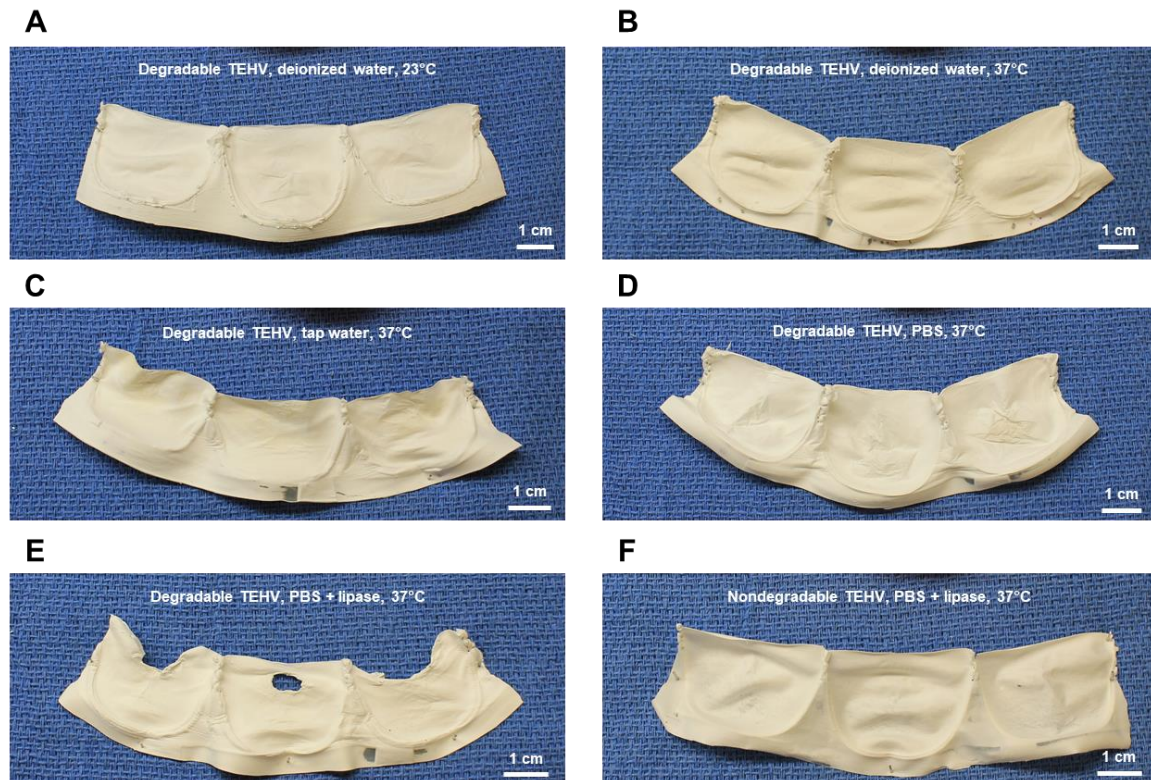 A
Degradable TEHV, deionized water, 23°C
1 cm
B
Degradable TEHV, deionized water, 37°C
1 cm
C
Degradable TEHV, tap water, 37°C
1 cm
D
Degradable TEHV, PBS, 37°C
1 cm
E
Degradable TEHV, PBS + lipase, 37°C
1 cm
F
Nondegradable TEHV, PBS + lipase, 37°C
1 cm